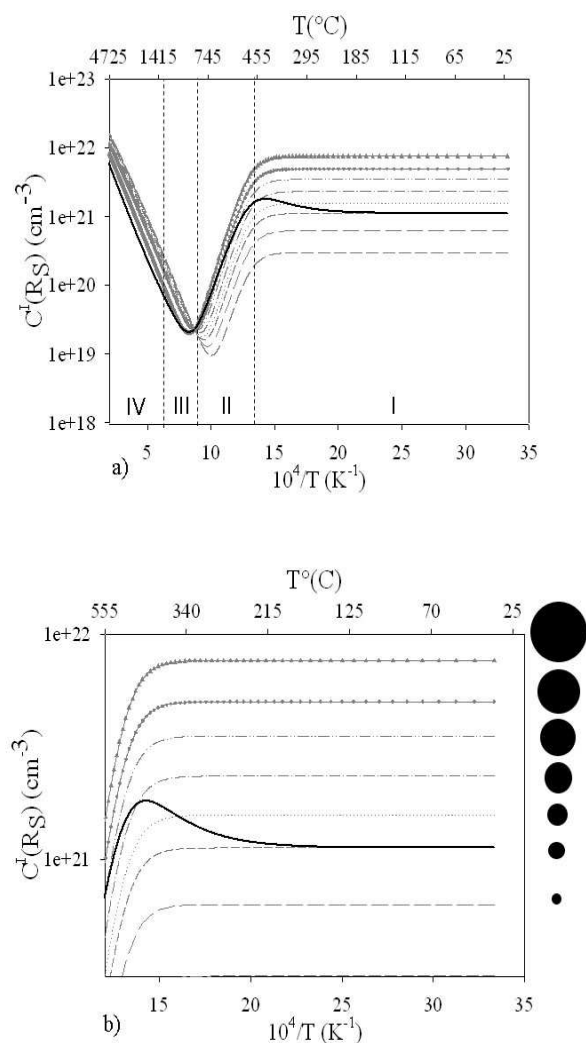 T(°C)
4725 1415 745 455 295 185 115 65 25
1e+23
1e+22
1e+21
1e+20
1e+19
1e+18
C^I(R_S) (cm^-3)
IV III II I
5 10 15 20 25 30 35
a)
10^4/T (K^-1)
T°(C)
555 340 215 125 70 25
1e+22
1e+21
C^I(R_S) (cm^-3)
15 20 25 30 35
b)
10^4/T (K^-1)